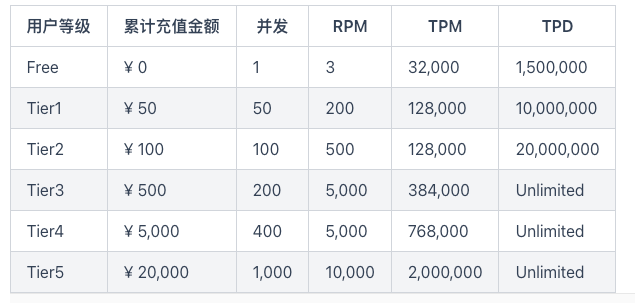 用户等级 累计充值金额 并发 RPM TPM TPD
Free ¥ 0 1 3 32,000 1,500,000
Tier1 ¥ 50 50 200 128,000 10,000,000
Tier2 ¥ 100 100 500 128,000 20,000,000
Tier3 ¥ 500 200 5,000 384,000 Unlimited
Tier4 ¥ 5,000 400 5,000 768,000 Unlimited
Tier5 ¥ 20,000 1,000 10,000 2,000,000 Unlimited